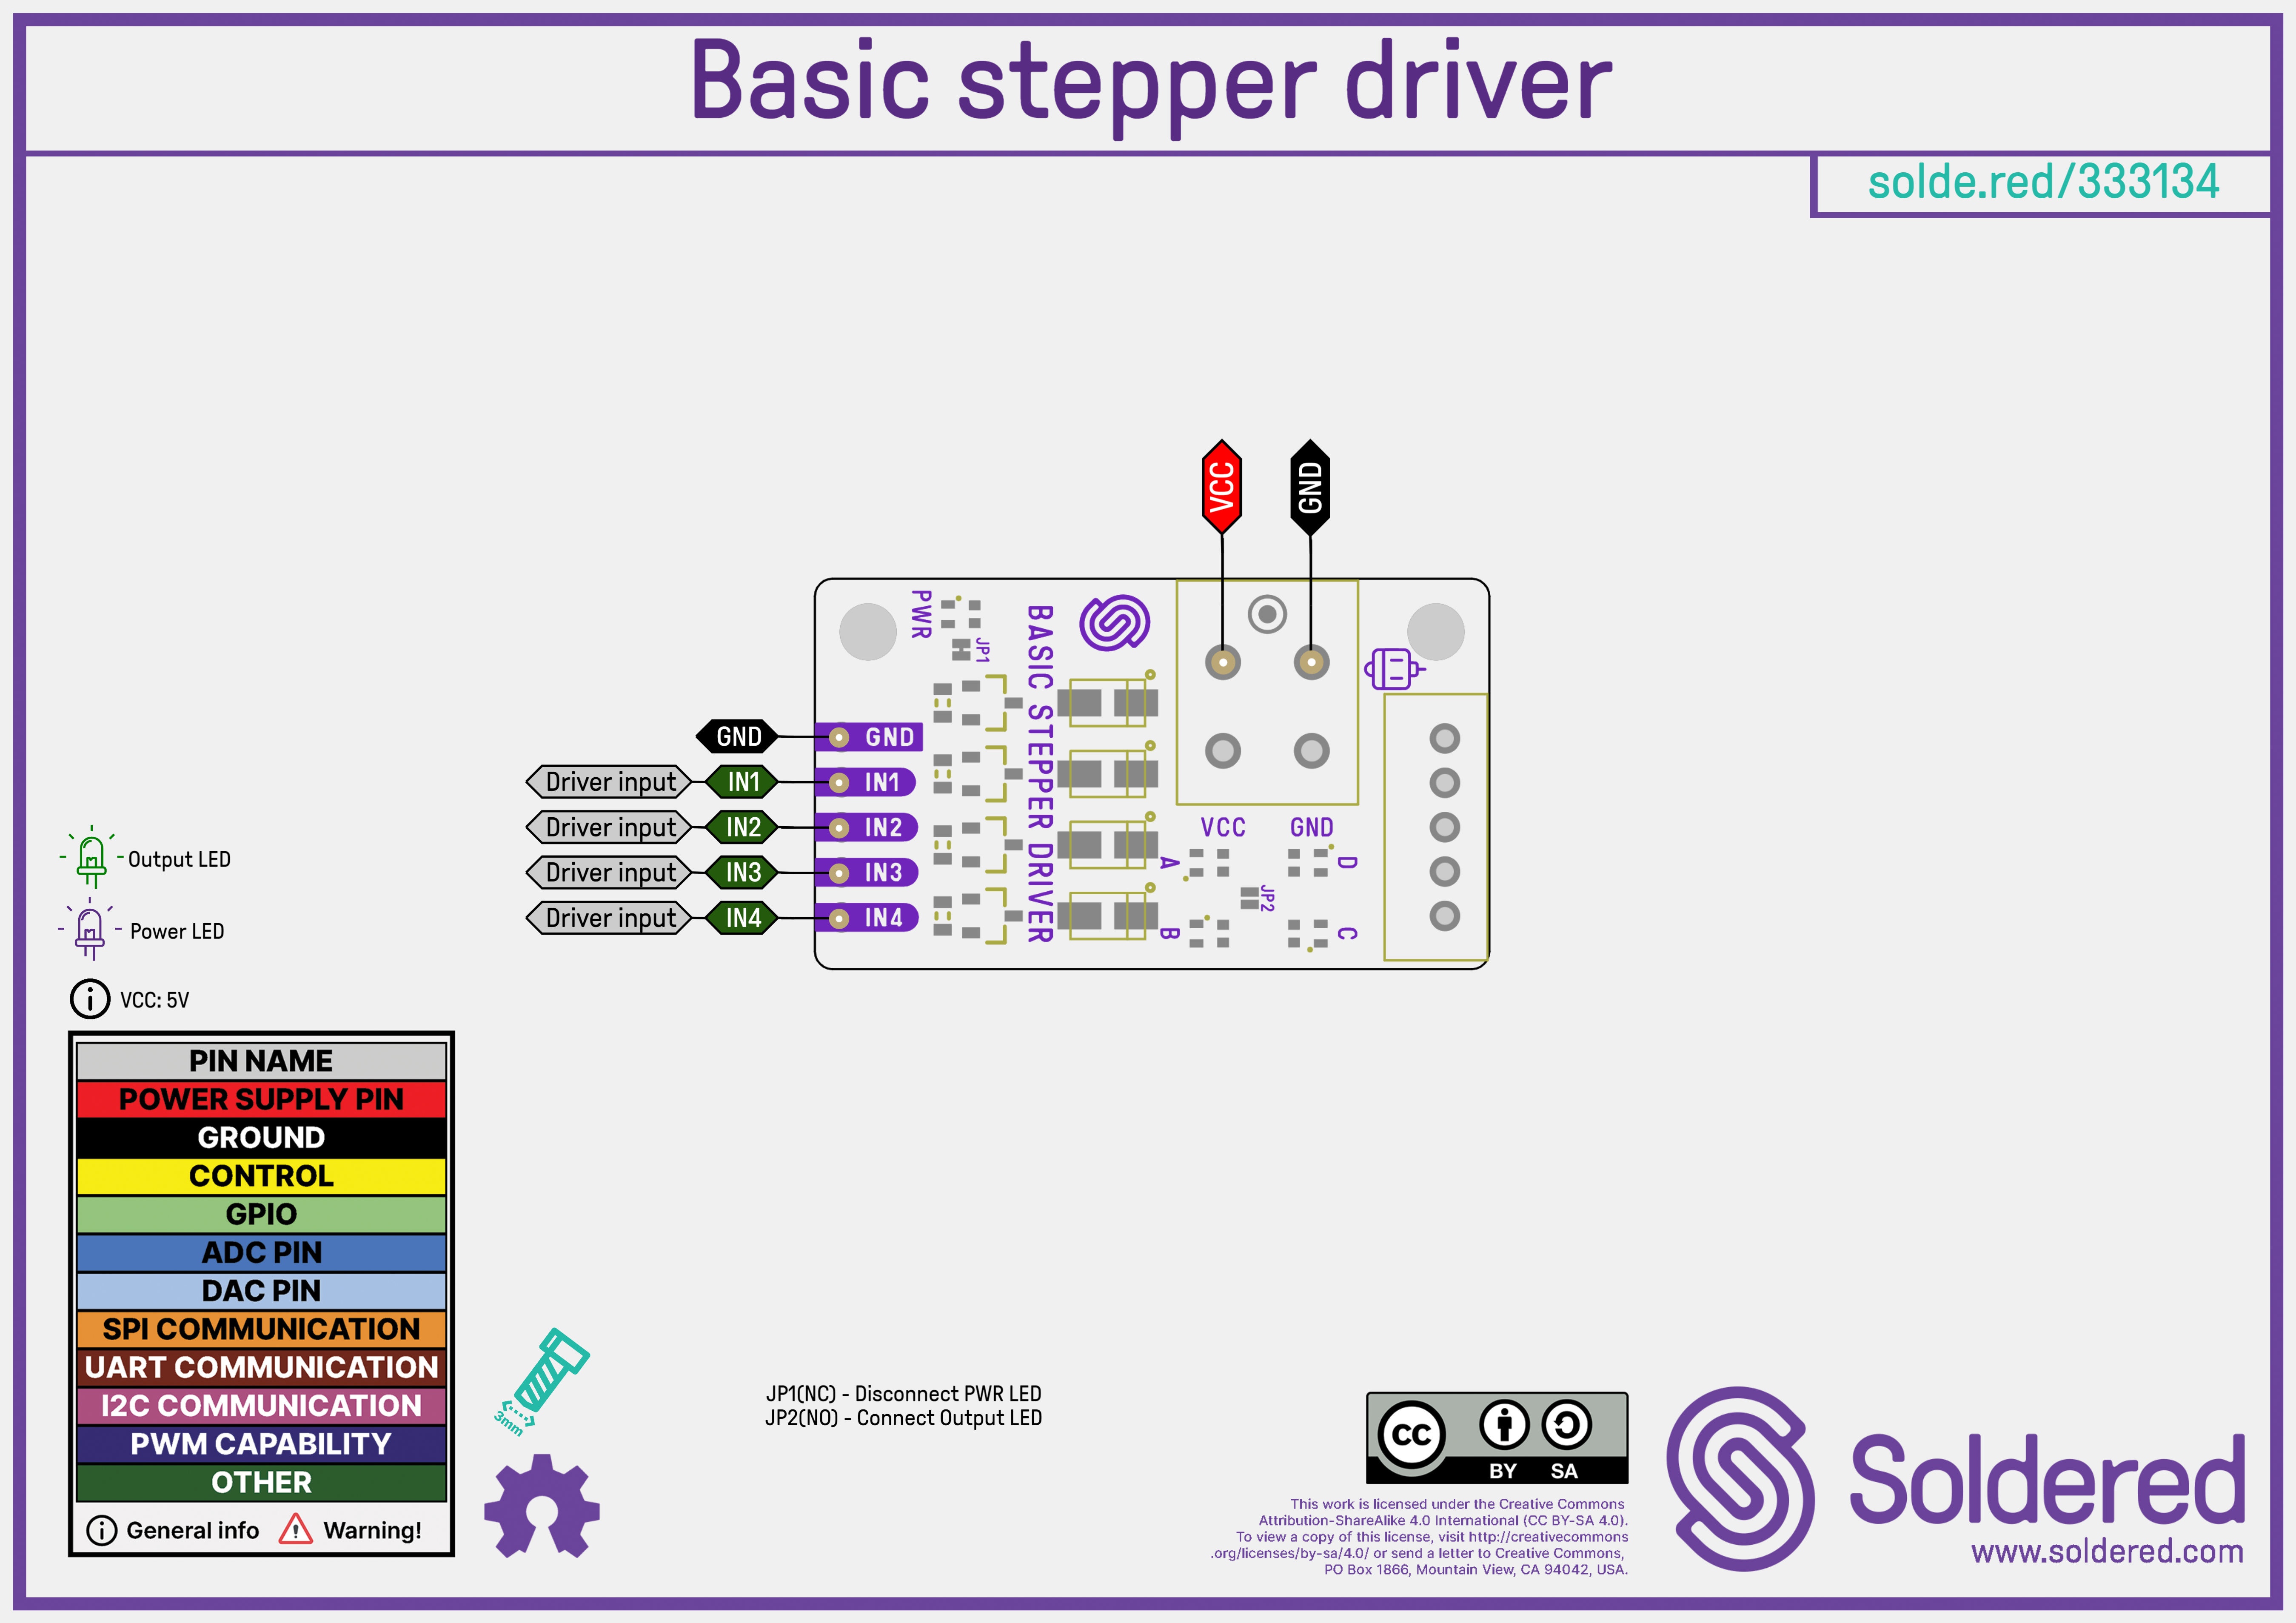 Basic stepper driver
solde.red/333134
VCC
GND
PWR
JP1
BASIC STEPPER DRIVER
GND
GND
Driver input
IN1
IN1
Driver input
IN2
IN2
Driver input
IN3
IN3
Driver input
IN4
IN4
VCC
GND
A
D
JP2
B
C
Output LED
Power LED
VCC: 5V
PIN NAME
POWER SUPPLY PIN
GROUND
CONTROL
GPIO
ADC PIN
DAC PIN
SPI COMMUNICATION
UART COMMUNICATION
I2C COMMUNICATION
PWM CAPABILITY
OTHER
General info
Warning!
3mm
JP1(NC) - Disconnect PWR LED
JP2(NO) - Connect Output LED
CC
BY SA
This work is licensed under the Creative Commons
Attribution-ShareAlike 4.0 International (CC BY-SA 4.0).
To view a copy of this license, visit http://creativecommons
.org/licenses/by-sa/4.0/ or send a letter to Creative Commons,
PO Box 1866, Mountain View, CA 94042, USA.
Soldered
www.soldered.com